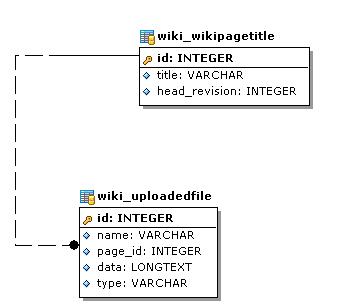 wiki_wikipagetitle
id: INTEGER
title: VARCHAR
head_revision: INTEGER
wiki_uploadedfile
id: INTEGER
name: VARCHAR
page_id: INTEGER
data: LONGTEXT
type: VARCHAR